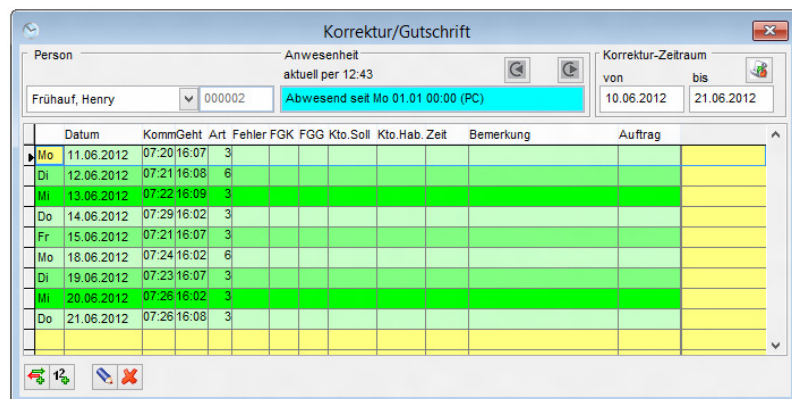 Korrektur/Gutschrift
Person Anwesenheit Korrektur-Zeitraum
aktuell per 12:43 von bis
Frühauf, Henry 000002 Abwesend seit Mo 01.01 00:00 (PC) 10.06.2012 21.06.2012
Datum Komm Geht Art Fehler FGK FGG Kto.Soll Kto.Hab. Zeit Bemerkung Auftrag
Mo 11.06.2012 07:20 16:07 3
Di 12.06.2012 07:21 16:08 6
Mi 13.06.2012 07:22 16:09 3
Do 14.06.2012 07:29 16:02 3
Fr 15.06.2012 07:21 16:07 3
Mo 18.06.2012 07:24 16:02 6
Di 19.06.2012 07:23 16:07 3
Mi 20.06.2012 07:26 16:02 3
Do 21.06.2012 07:26 16:08 3